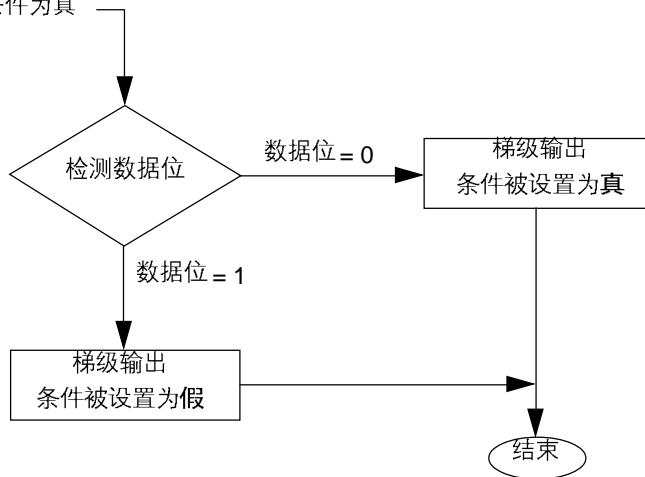 条件为真
数据位 = 0
检测数据位
梯级输出
条件被设置为真
数据位 = 1
梯级输出
条件被设置为假
结束